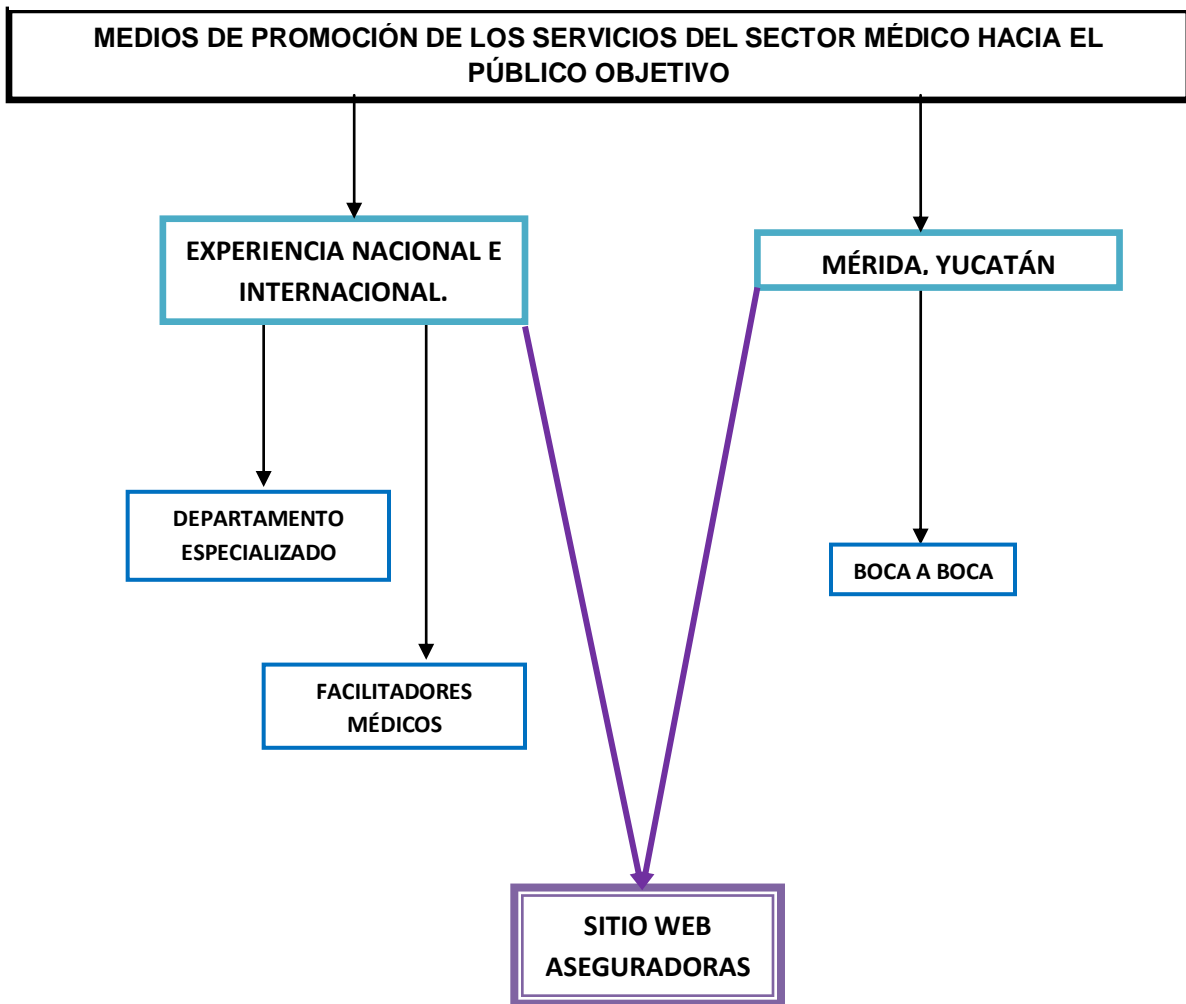 MEDIOS DE PROMOCIÓN DE LOS SERVICIOS DEL SECTOR MÉDICO HACIA EL
PÚBLICO OBJETIVO
EXPERIENCIA NACIONAL E
INTERNACIONAL.
MÉRIDA, YUCATÁN
DEPARTAMENTO
ESPECIALIZADO
BOCA A BOCA
FACILITADORES
MÉDICOS
SITIO WEB
ASEGURADORAS